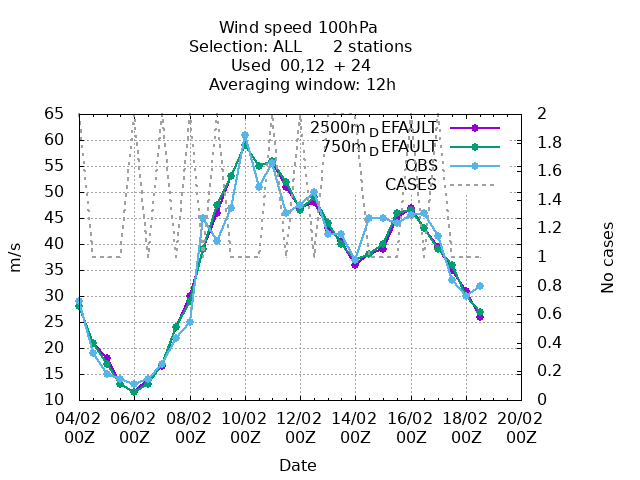 Wind speed 100hPa
Selection: ALL 2 stations
Used 00,12 + 24
Averaging window: 12h
65 60 55 50 45 40 35 30 25 20 15 10
m/s
2500m DEFAULT
750m DEFAULT
OBS
CASES
2 1.8 1.6 1.4 1.2 1 0.8 0.6 0.4 0.2 0
No cases
04/02 06/02 08/02 10/02 12/02 14/02 16/02 18/02 20/02
00Z 00Z 00Z 00Z 00Z 00Z 00Z 00Z 00Z
Date